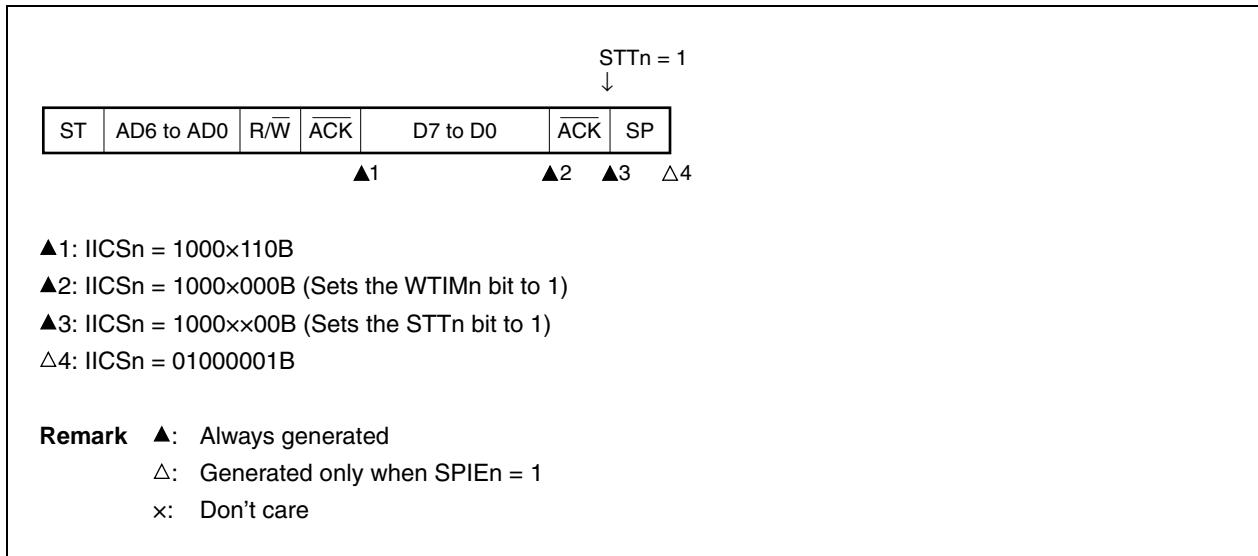 STTn = 1
↓
ST AD6 to AD0 R/W̅ A̅C̅K̅ D7 to D0 A̅C̅K̅ SP
▲1 ▲2 ▲3 △4
▲1: IICSn = 1000×110B
▲2: IICSn = 1000×000B (Sets the WTIMn bit to 1)
▲3: IICSn = 1000××00B (Sets the STTn bit to 1)
△4: IICSn = 01000001B
Remark ▲: Always generated
△: Generated only when SPIEn = 1
×: Don't care